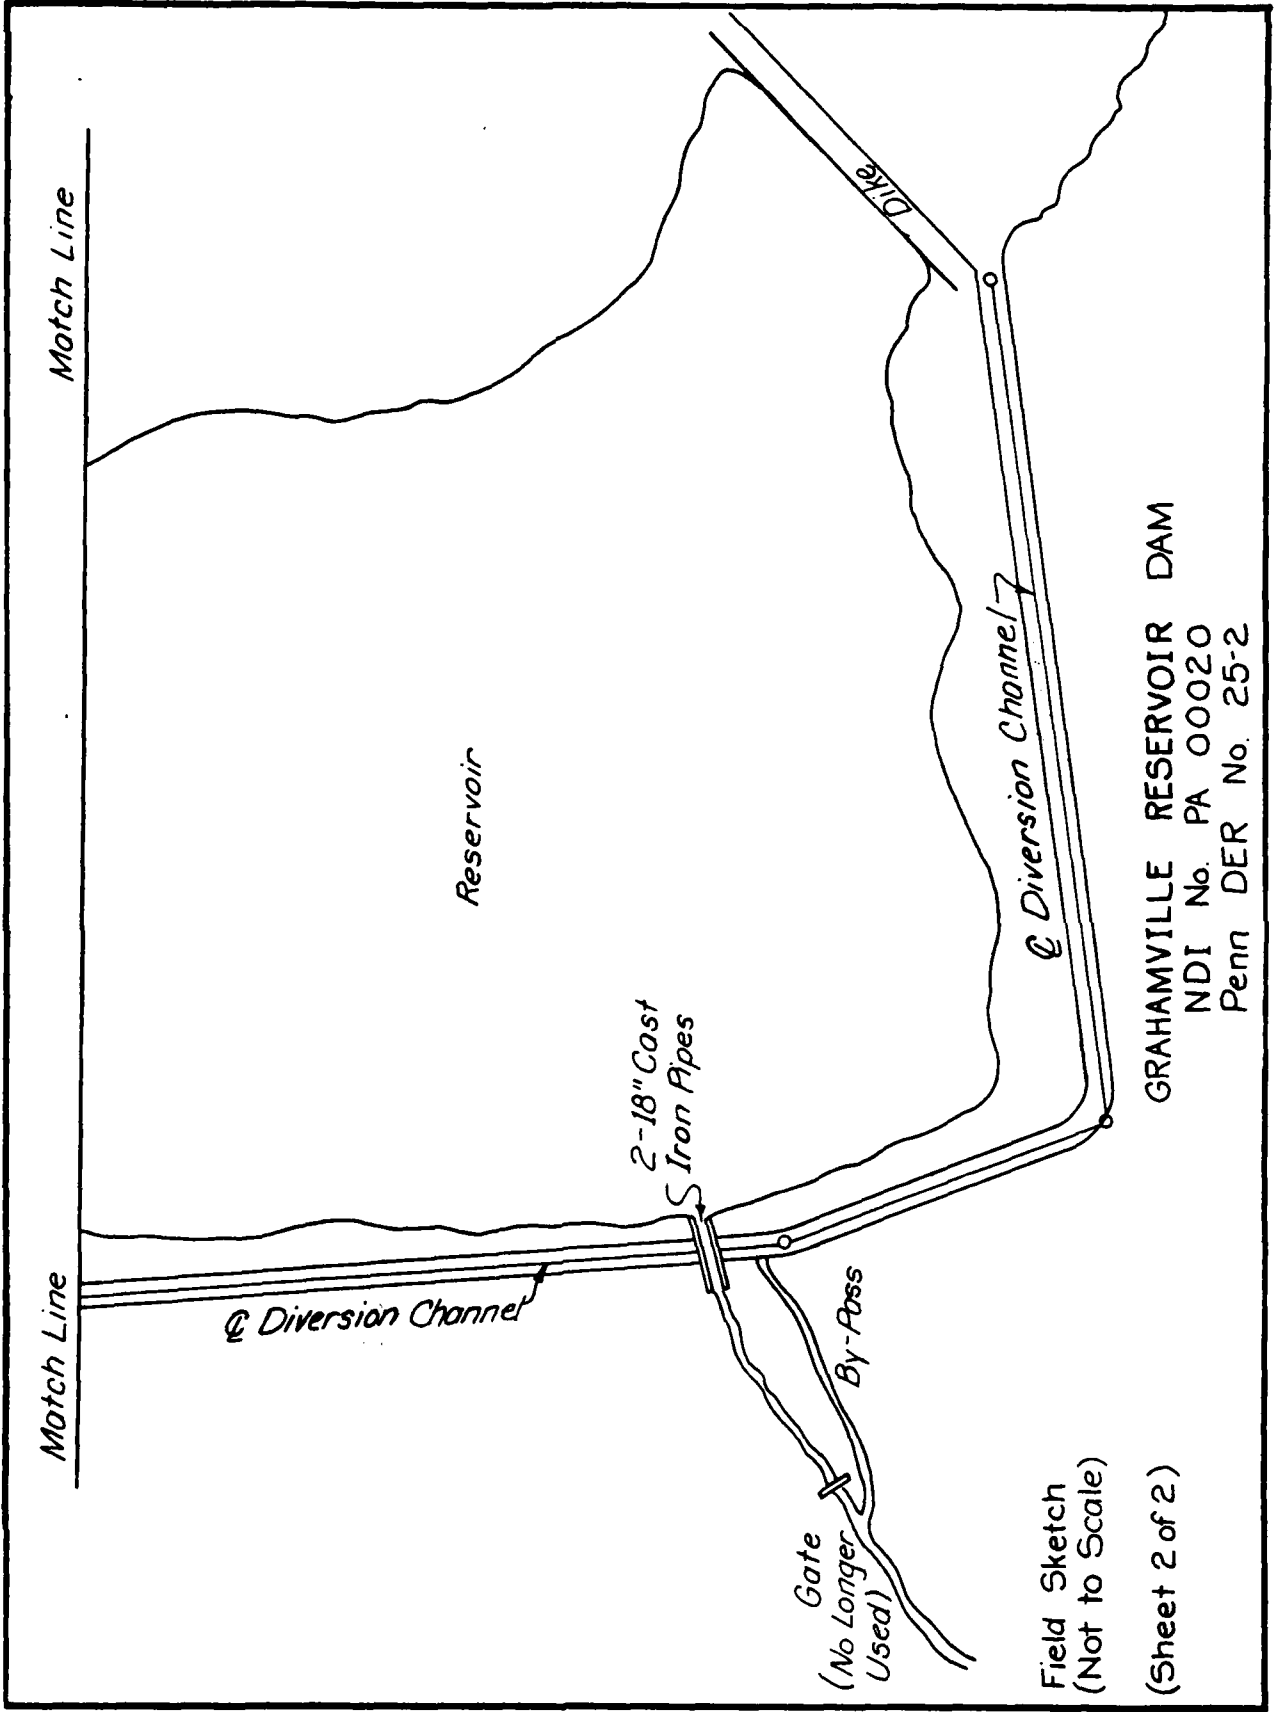 Match Line
Match Line
Reservoir
Dike
2-18" Cast
Iron Pipes
℄ Diversion Channel
℄ Diversion Channel
By-Pass
Gate
(No Longer
Used)
Field Sketch
(Not to Scale)
(Sheet 2 of 2)
GRAHAMVILLE RESERVOIR DAM
NDI No. PA 00020
Penn DER No. 25-2